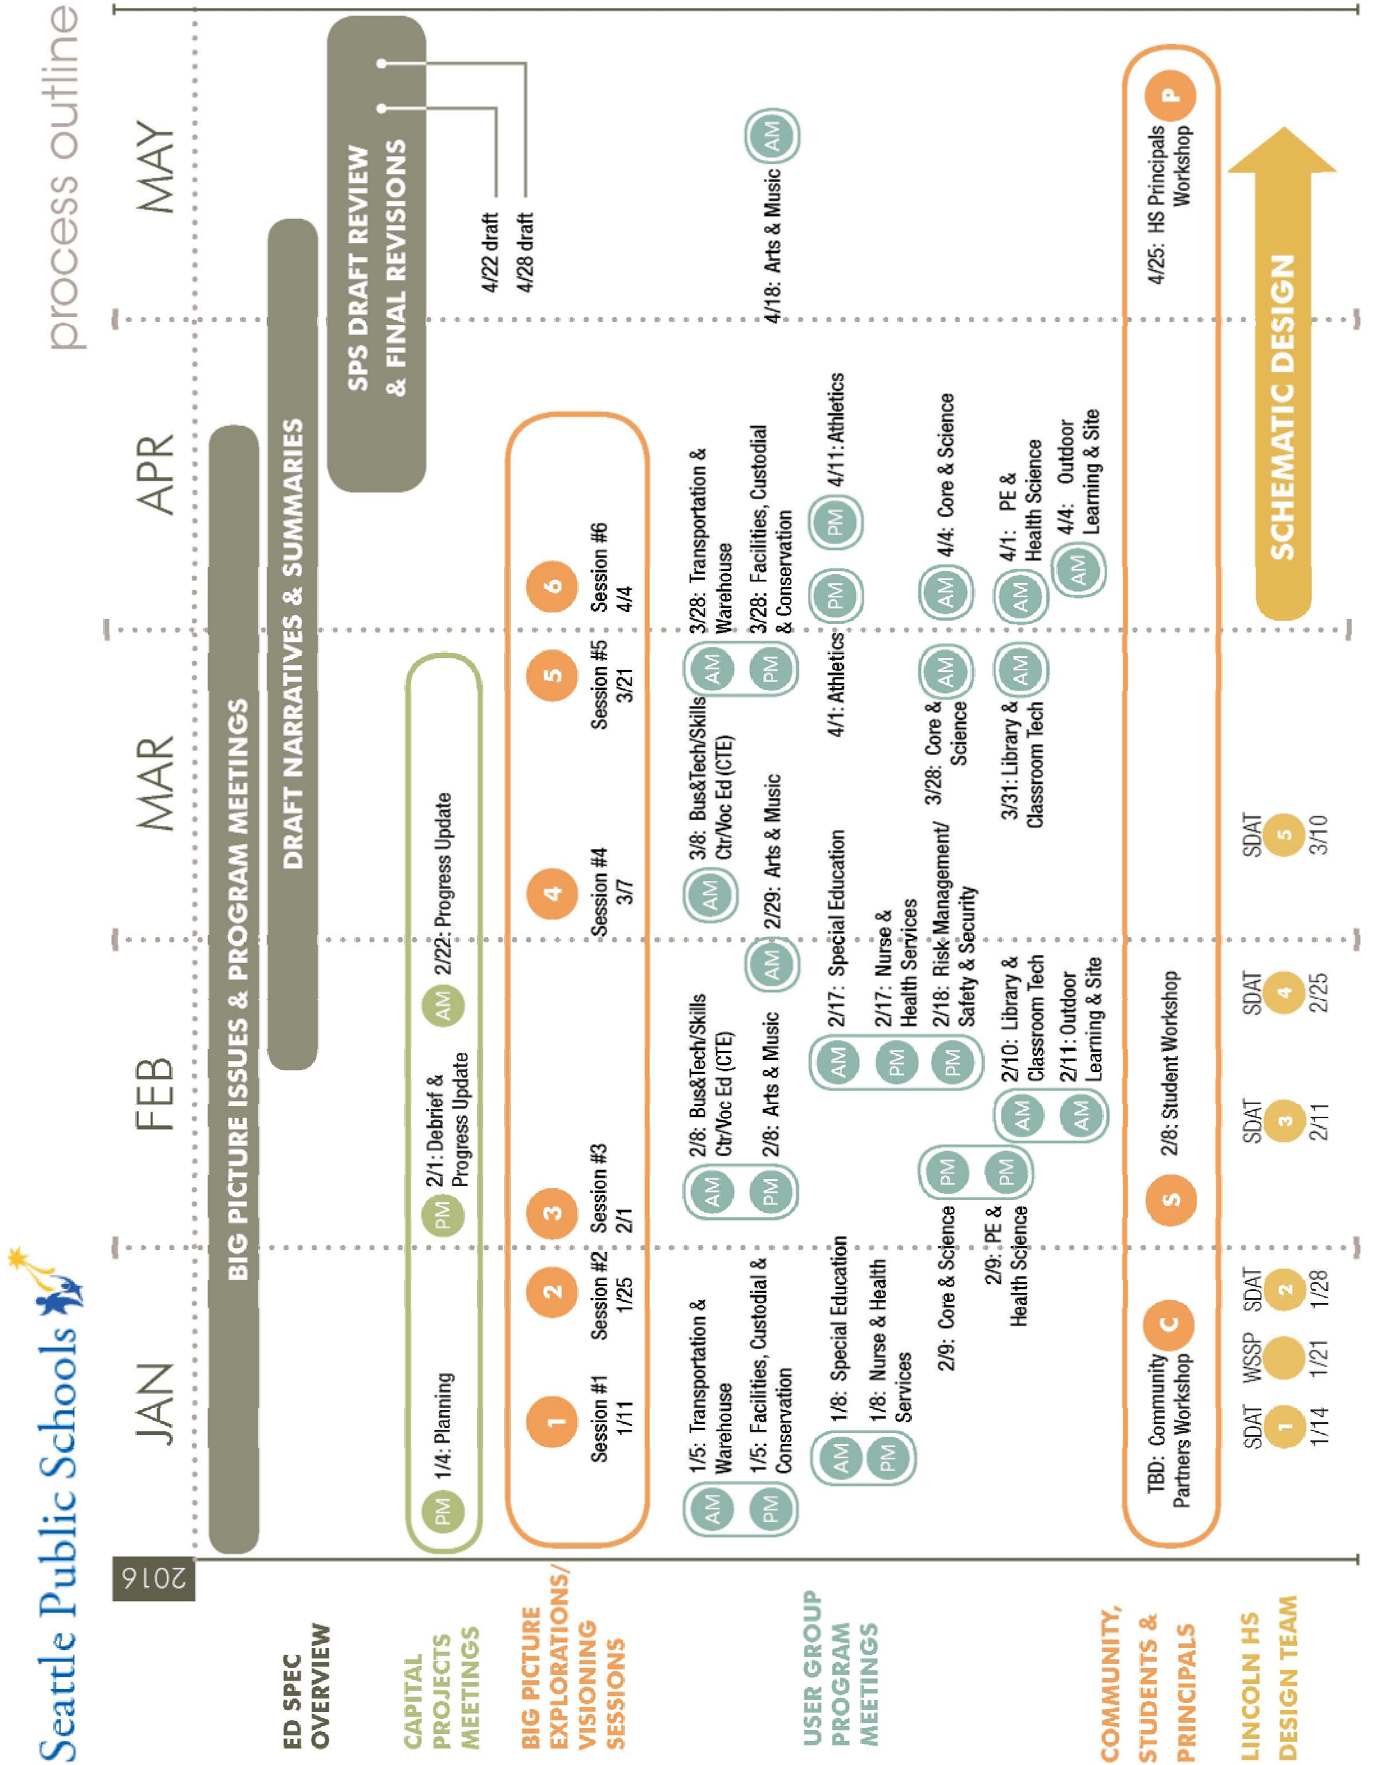 Seattle Public Schools
process outline
2016
JAN
FEB
MAR
APR
MAY
ED SPEC
OVERVIEW
BIG PICTURE ISSUES & PROGRAM MEETINGS
DRAFT NARRATIVES & SUMMARIES
SPS DRAFT REVIEW
& FINAL REVISIONS
4/22 draft
4/28 draft
CAPITAL
PROJECTS
MEETINGS
PM
1/4: Planning
PM
2/1: Debrief &
Progress Update
AM
2/22: Progress Update
BIG PICTURE
EXPLORATIONS/
VISIONING
SESSIONS
1
Session #1
1/11
2
Session #2
1/25
3
Session #3
2/1
4
Session #4
3/7
5
Session #5
3/21
6
Session #6
4/4
USER GROUP
PROGRAM
MEETINGS
AM
1/5: Transportation &
Warehouse
PM
1/5: Facilities, Custodial &
Conservation
AM
2/8: Bus&Tech/Skills
Ctr/Voc Ed (CTE)
PM
2/8: Arts & Music
AM
3/8: Bus&Tech/Skills
Ctr/Voc Ed (CTE)
AM
2/29: Arts & Music
AM
3/28: Transportation &
Warehouse
PM
3/28: Facilities, Custodial
& Conservation
4/18: Arts & Music
AM
AM
1/8: Special Education
PM
1/8: Nurse & Health
Services
AM
2/17: Special Education
PM
2/17: Nurse &
Health Services
PM
2/18: Risk Management/
Safety & Security
4/1: Athletics
PM
PM
4/11: Athletics
2/9: Core & Science
PM
2/9: PE &
Health Science
PM
3/28: Core &
Science
AM
AM
4/4: Core & Science
AM
2/10: Library &
Classroom Tech
AM
2/11: Outdoor
Learning & Site
3/31: Library &
Classroom Tech
AM
AM
4/1: PE &
Health Science
AM
4/4: Outdoor
Learning & Site
COMMUNITY,
STUDENTS &
PRINCIPALS
TBD: Community
Partners Workshop
C
S
2/8: Student Workshop
4/25: HS Principals
Workshop
P
LINCOLN HS
DESIGN TEAM
SDAT
1
1/14
WSSP
1/21
SDAT
2
1/28
SDAT
3
2/11
SDAT
4
2/25
SDAT
5
3/10
SCHEMATIC DESIGN